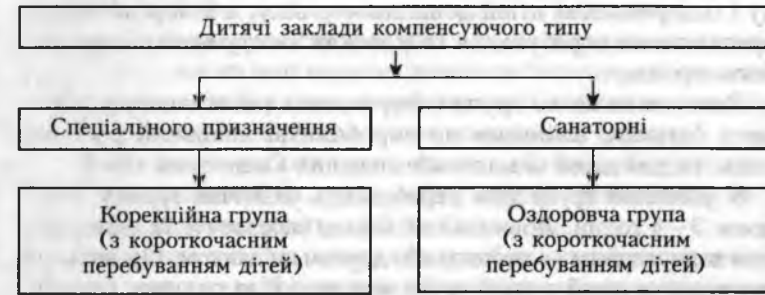 Дитячі заклади компенсуючого типу
Спеціального призначення
Санаторні
Корекційна група
(з короткочасним
перебуванням дітей)
Оздоровча група
(з короткочасним
перебуванням дітей)